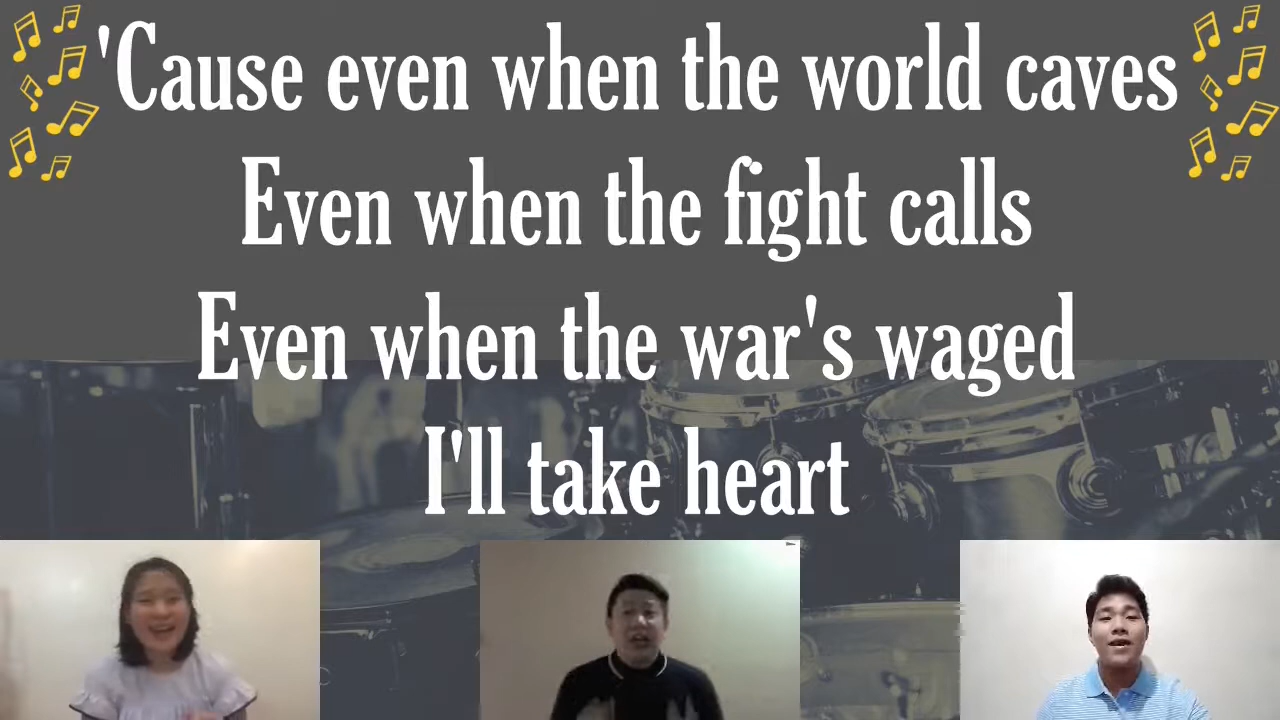 'Cause even when the world caves
Even when the fight calls
Even when the war's waged
I'll take heart